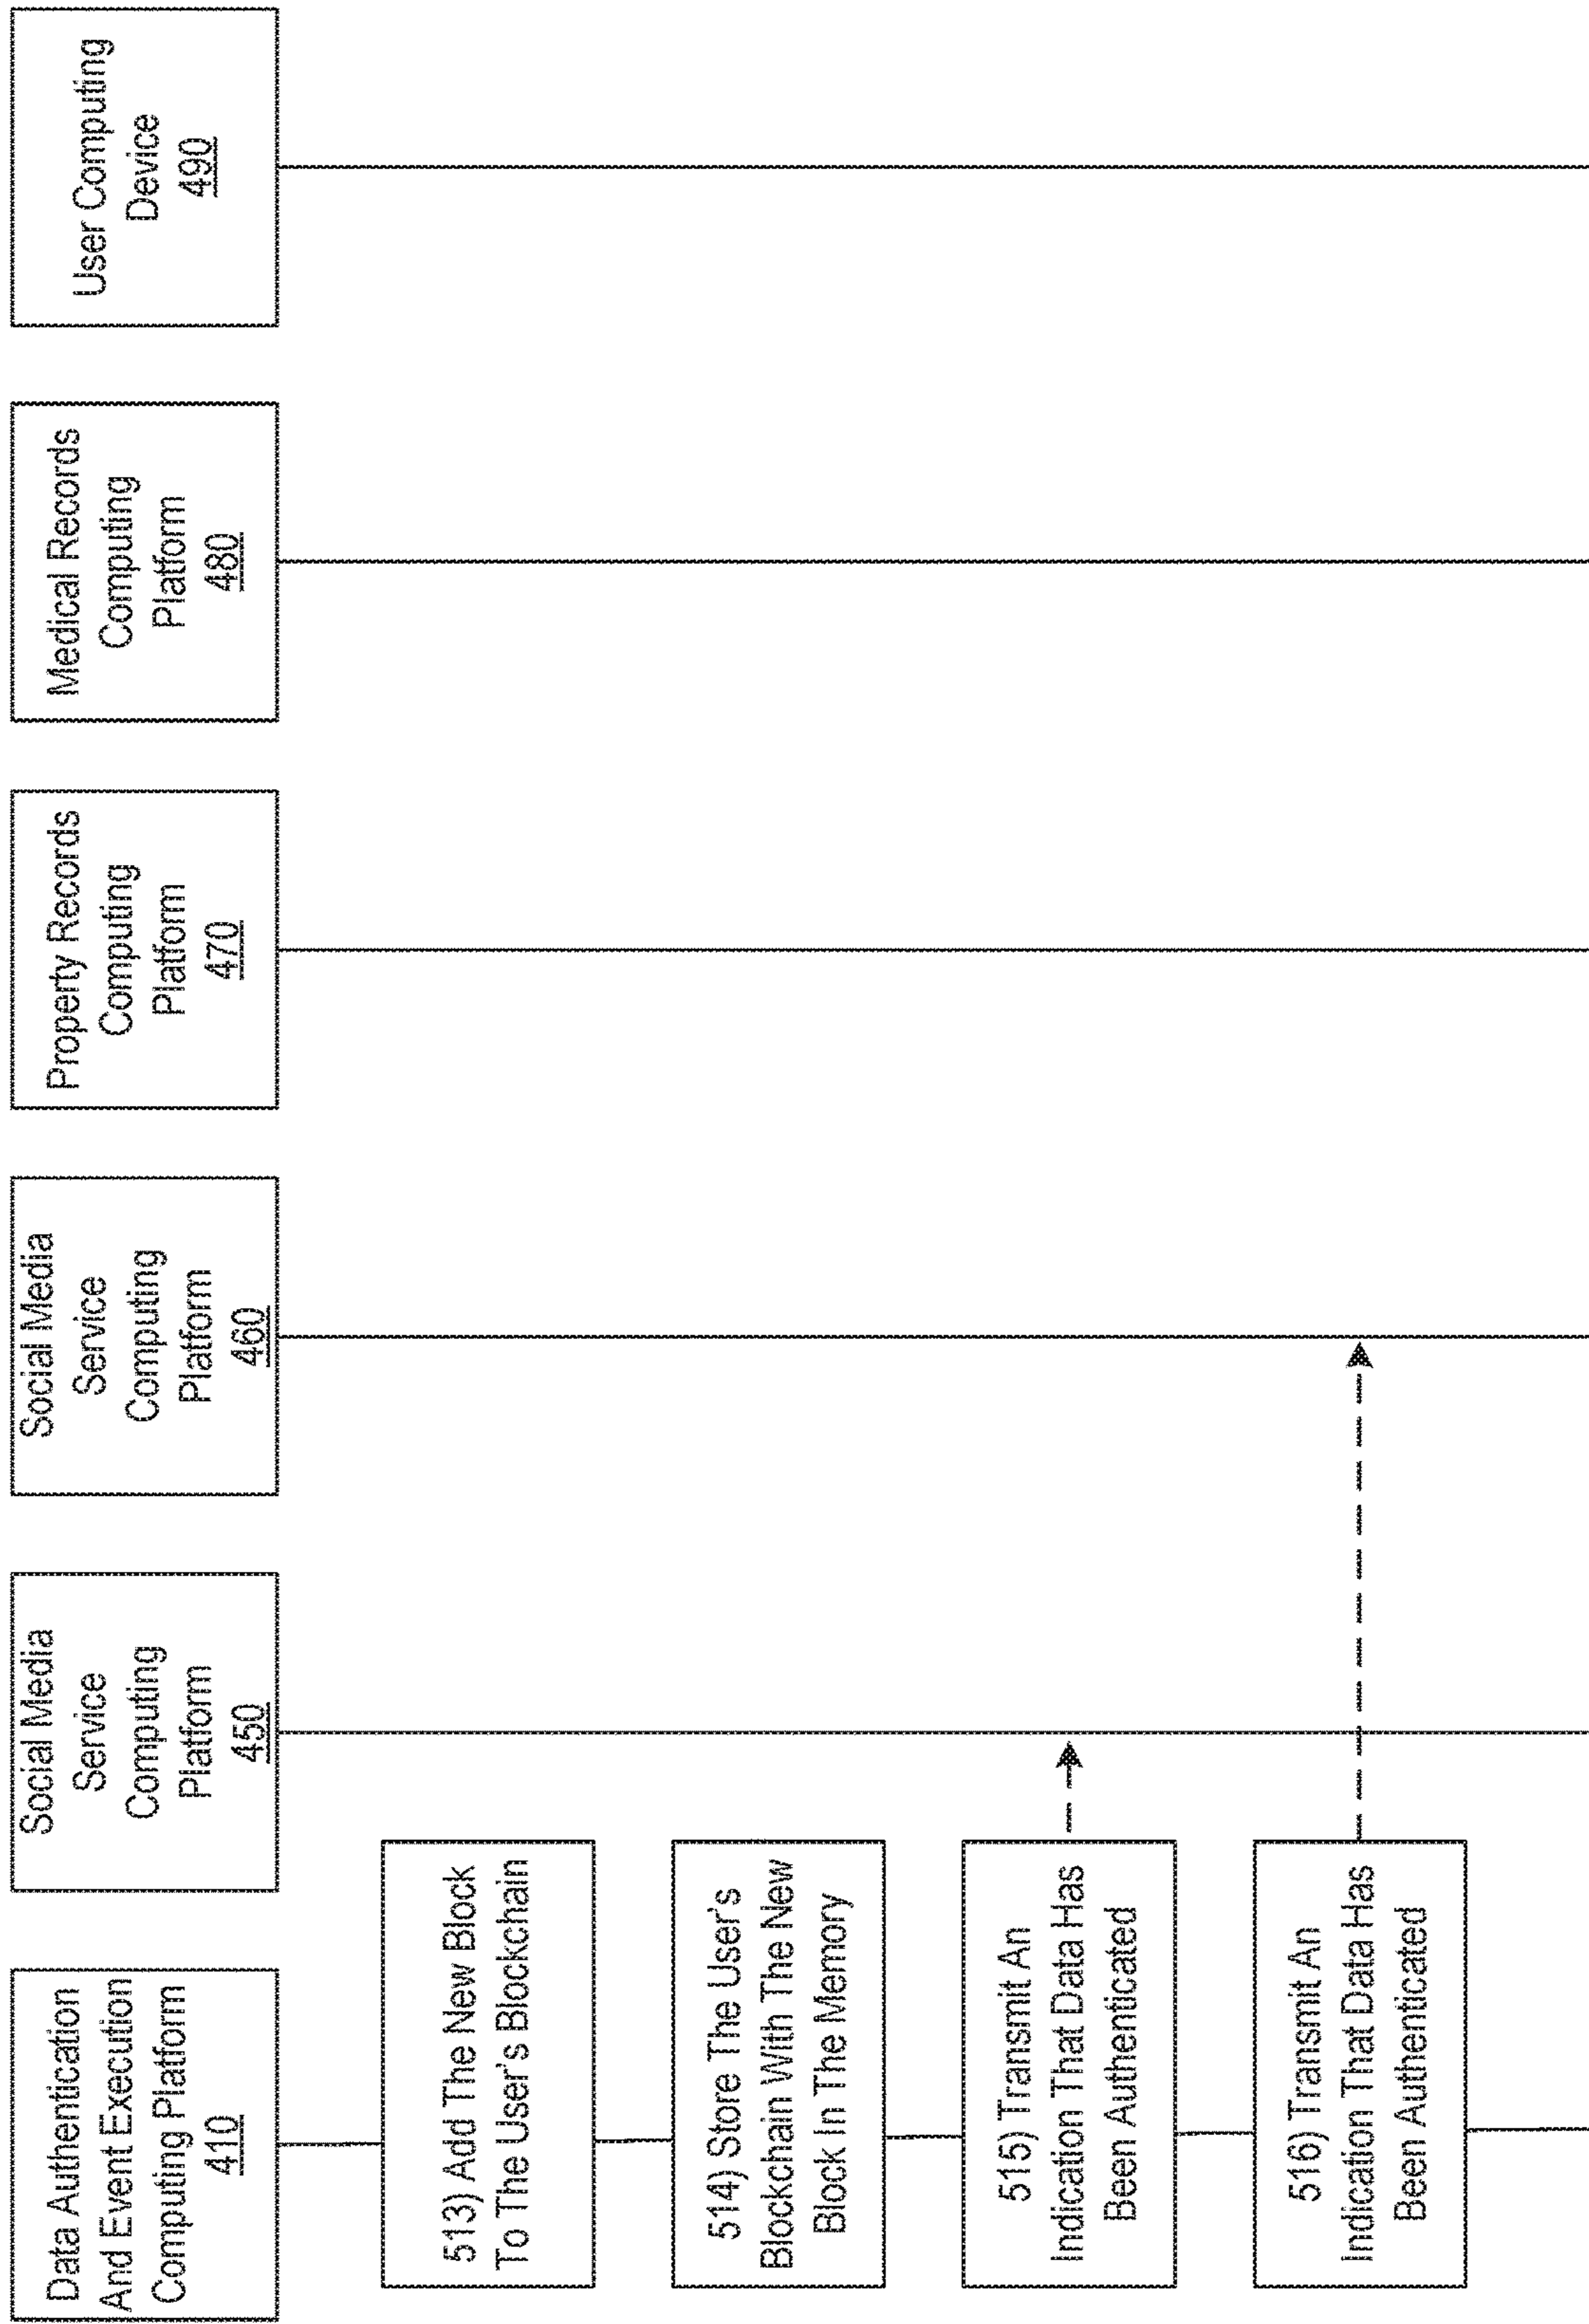 Data Authentication
And Event Execution
Computing Platform
410
Social Media
Service
Computing
Platform
450
Social Media
Service
Computing
Platform
460
Property Records
Computing
Platform
470
Medical Records
Computing
Platform
480
User Computing
Device
490
513) Add The New Block
To The User's Blockchain
514) Store The User's
Blockchain With The New
Block In The Memory
515) Transmit An
Indication That Data Has
Been Authenticated
516) Transmit An
Indication That Data Has
Been Authenticated